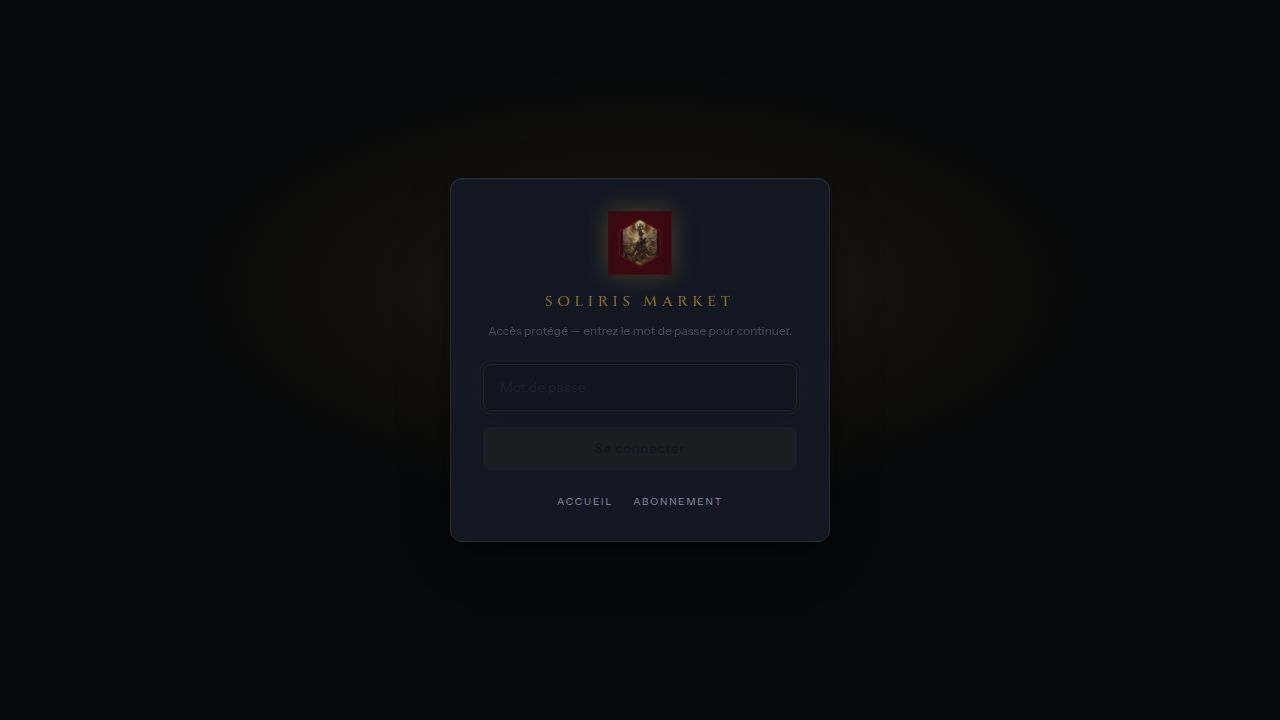 SOLIRIS MARKET
Accès protégé — entrez le mot de passe pour continuer.
Mot de passe
Se connecter
ACCUEIL ABONNEMENT